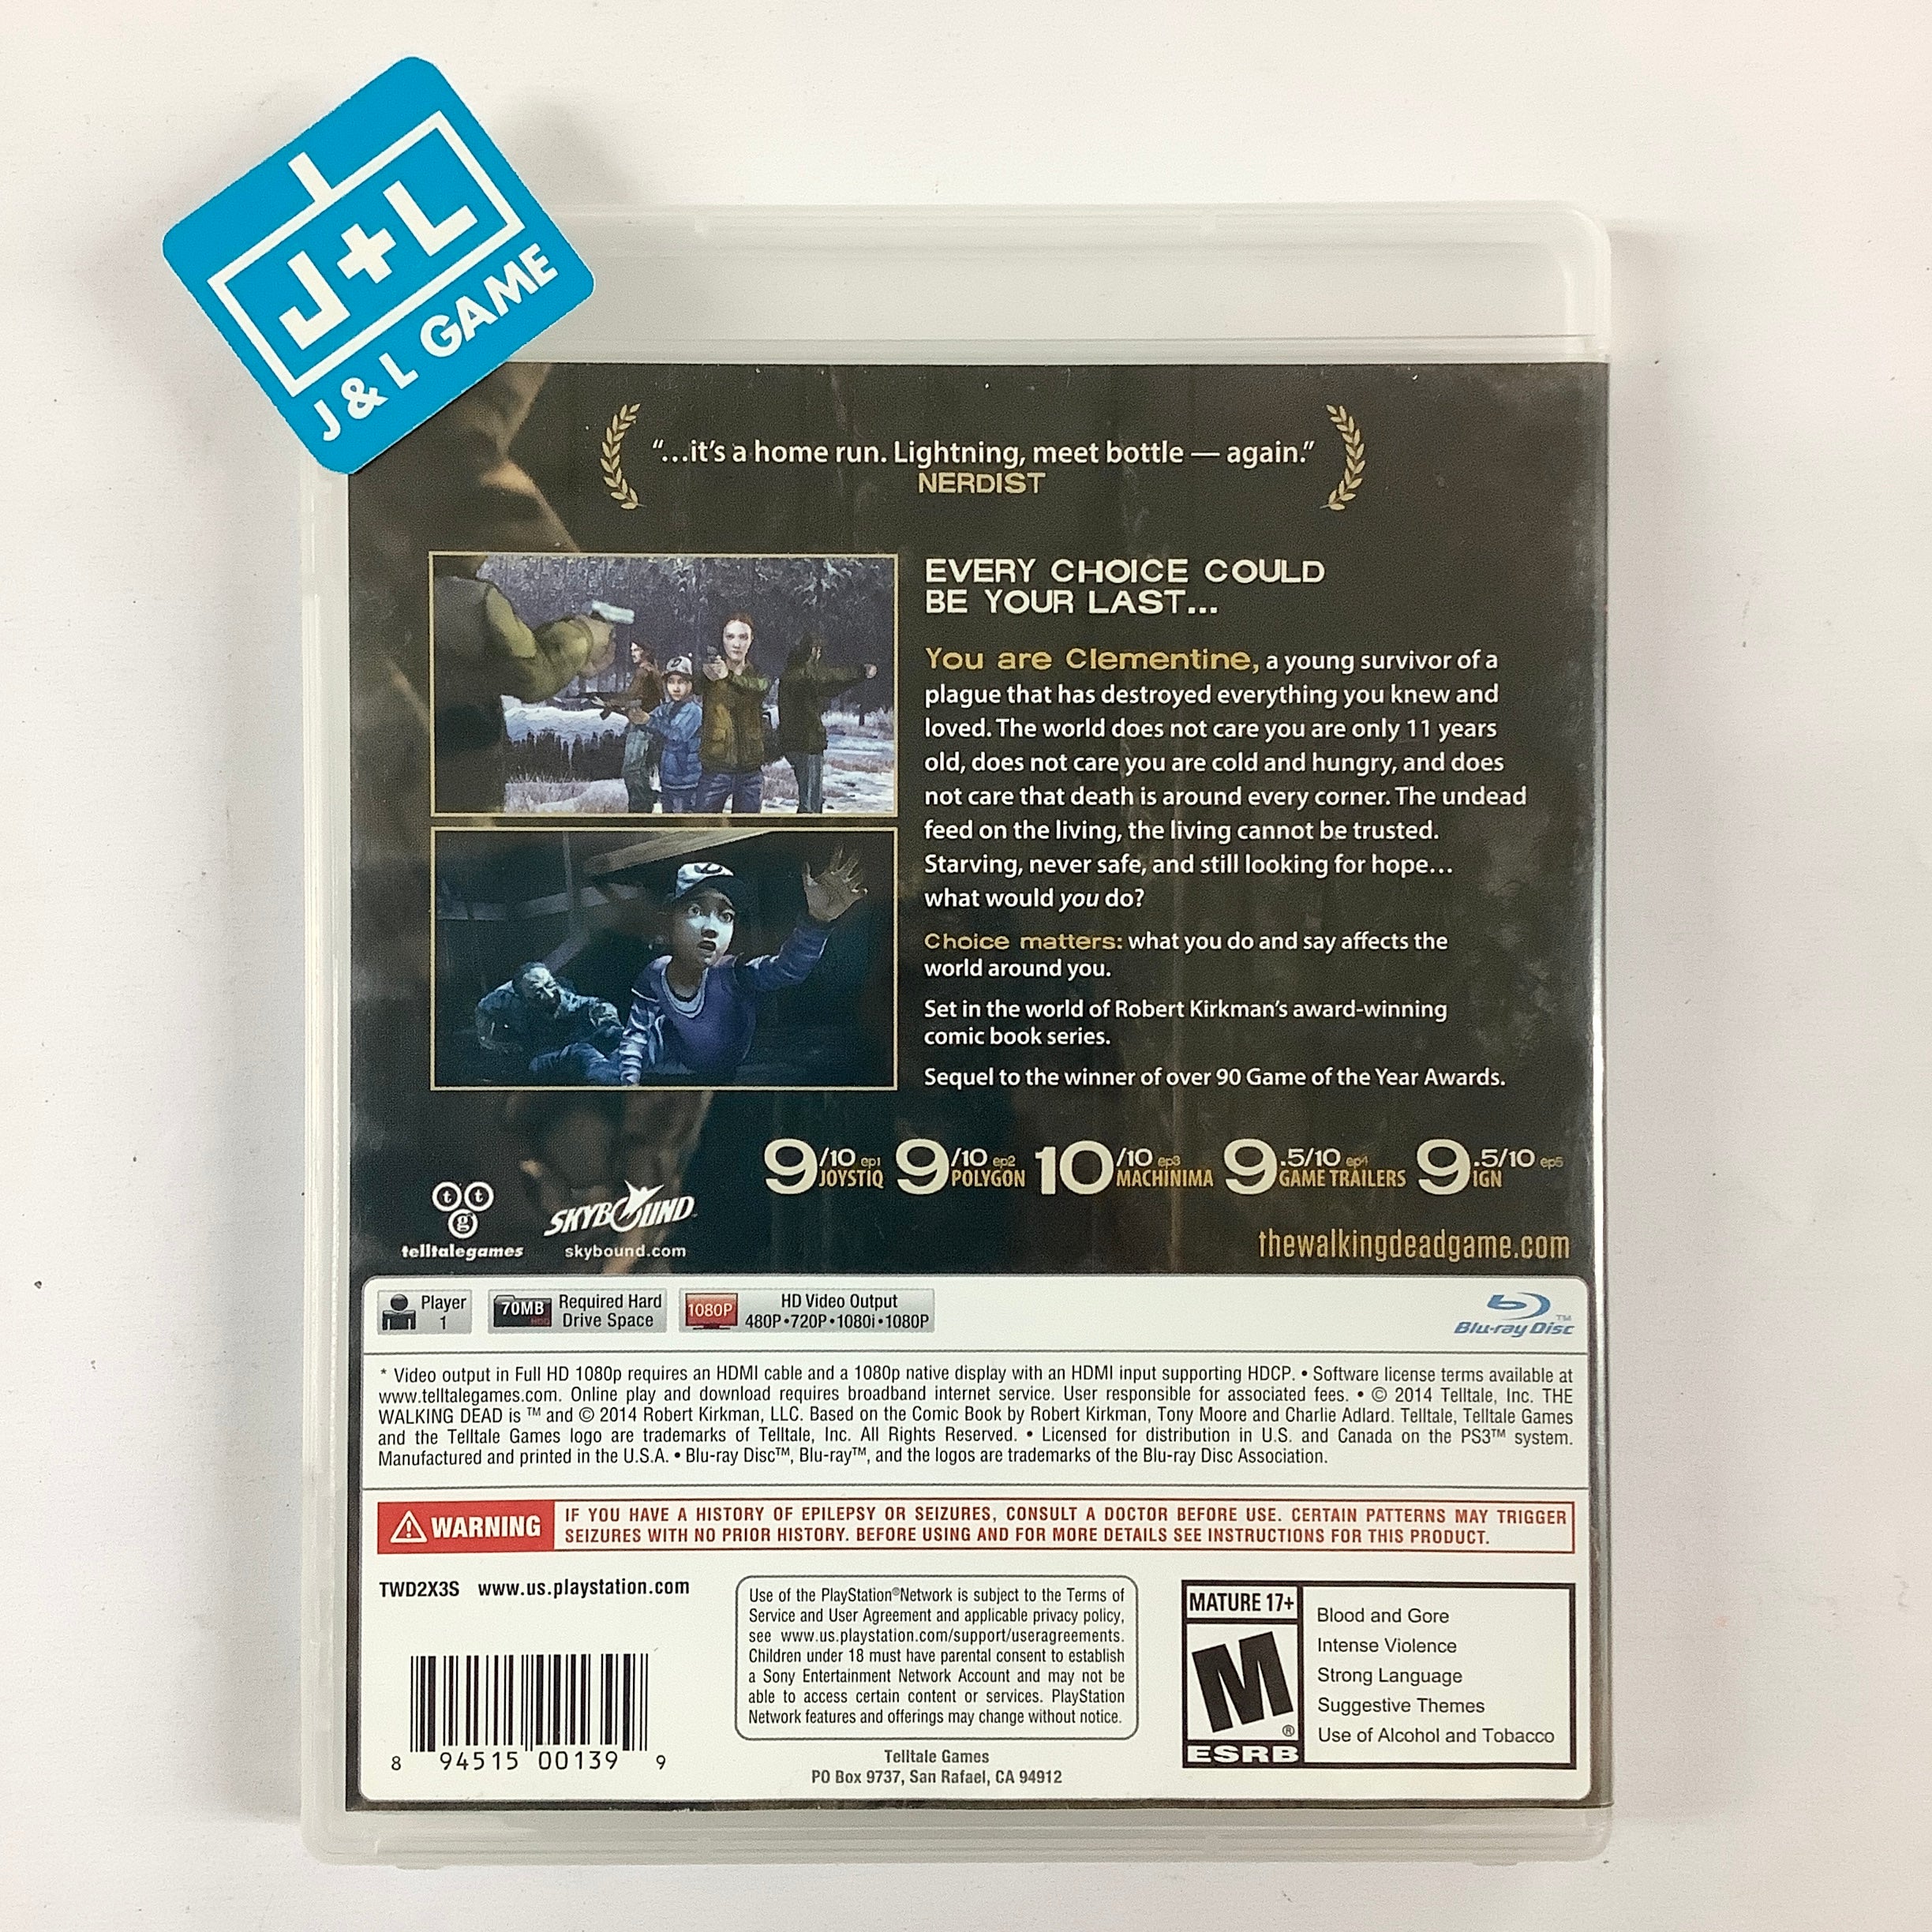 J+L
J & L GAME
“...it’s a home run. Lightning, meet bottle — again.”
NERDIST
EVERY CHOICE COULD
BE YOUR LAST...
You are Clementine, a young survivor of a
plague that has destroyed everything you knew and
loved. The world does not care you are only 11 years
old, does not care you are cold and hungry, and does
not care that death is around every corner. The undead
feed on the living, the living cannot be trusted.
Starving, never safe, and still looking for hope...
what would you do?
Choice matters: what you do and say affects the
world around you.
Set in the world of Robert Kirkman’s award-winning
comic book series.
Sequel to the winner of over 90 Game of the Year Awards.
9/10 ep1 JOYSTIQ
9/10 ep2 POLYGON
10/10 ep3 MACHINIMA
9.5/10 ep4 GAME TRAILERS
9.5/10 ep5 IGN
ttg
telltalegames
SKYBOUND
skybound.com
thewalkingdeadgame.com
Player
1
70MB
HDD
Required Hard
Drive Space
1080P
HD Video Output
480P•720P•1080i•1080P
Blu-ray Disc™
* Video output in Full HD 1080p requires an HDMI cable and a 1080p native display with an HDMI input supporting HDCP. • Software license terms available at
www.telltalegames.com. Online play and download requires broadband internet service. User responsible for associated fees. • © 2014 Telltale, Inc. THE
WALKING DEAD is ™ and © 2014 Robert Kirkman, LLC. Based on the Comic Book by Robert Kirkman, Tony Moore and Charlie Adlard. Telltale, Telltale Games
and the Telltale Games logo are trademarks of Telltale, Inc. All Rights Reserved. • Licensed for distribution in U.S. and Canada on the PS3™ system.
Manufactured and printed in the U.S.A. • Blu-ray Disc™, Blu-ray™, and the logos are trademarks of the Blu-ray Disc Association.
WARNING
IF YOU HAVE A HISTORY OF EPILEPSY OR SEIZURES, CONSULT A DOCTOR BEFORE USE. CERTAIN PATTERNS MAY TRIGGER
SEIZURES WITH NO PRIOR HISTORY. BEFORE USING AND FOR MORE DETAILS SEE INSTRUCTIONS FOR THIS PRODUCT.
TWD2X3S www.us.playstation.com
8 94515 00139 9
Use of the PlayStation®Network is subject to the Terms of
Service and User Agreement and applicable privacy policy,
see www.us.playstation.com/support/useragreements.
Children under 18 must have parental consent to establish
a Sony Entertainment Network Account and may not be
able to access certain content or services. PlayStation
Network features and offerings may change without notice.
Telltale Games
PO Box 9737, San Rafael, CA 94912
MATURE 17+
M®
ESRB
Blood and Gore
Intense Violence
Strong Language
Suggestive Themes
Use of Alcohol and Tobacco